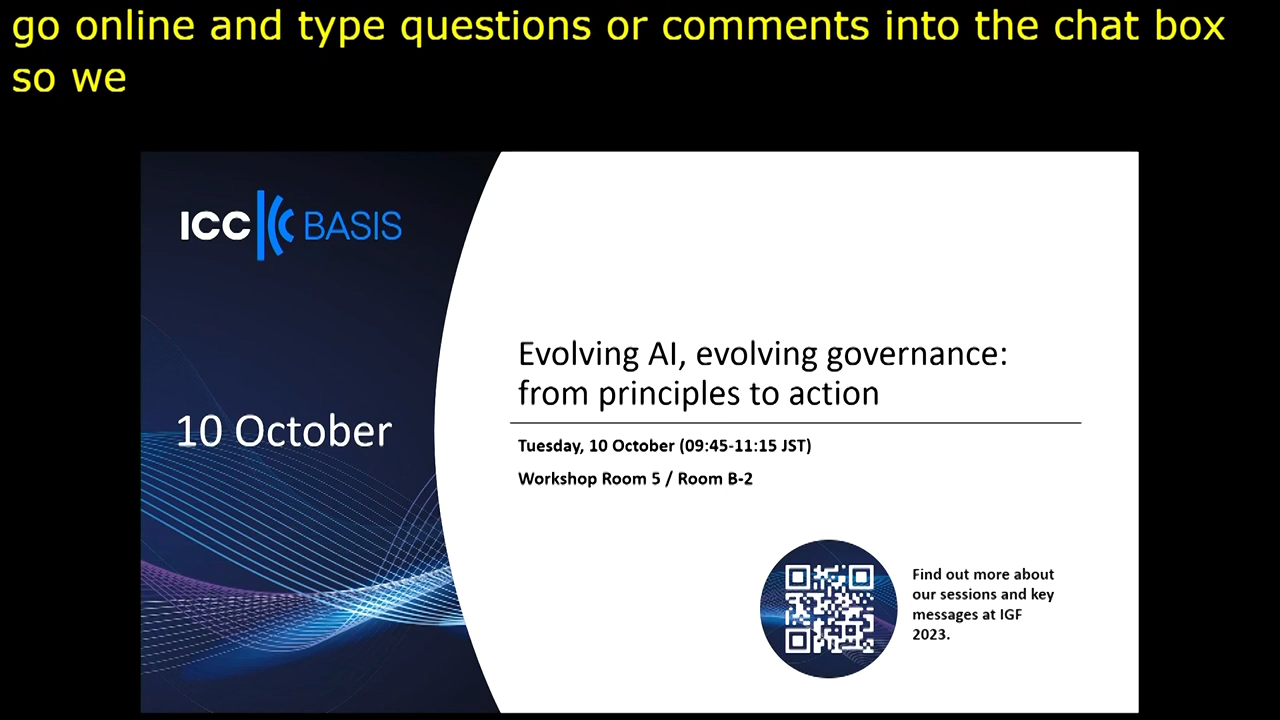 go online and type questions or comments into the chat box
so we
ICC BASIS
10 October
Evolving AI, evolving governance:
from principles to action
Tuesday, 10 October (09:45-11:15 JST)
Workshop Room 5 / Room B-2
Find out more about
our sessions and key
messages at IGF
2023.